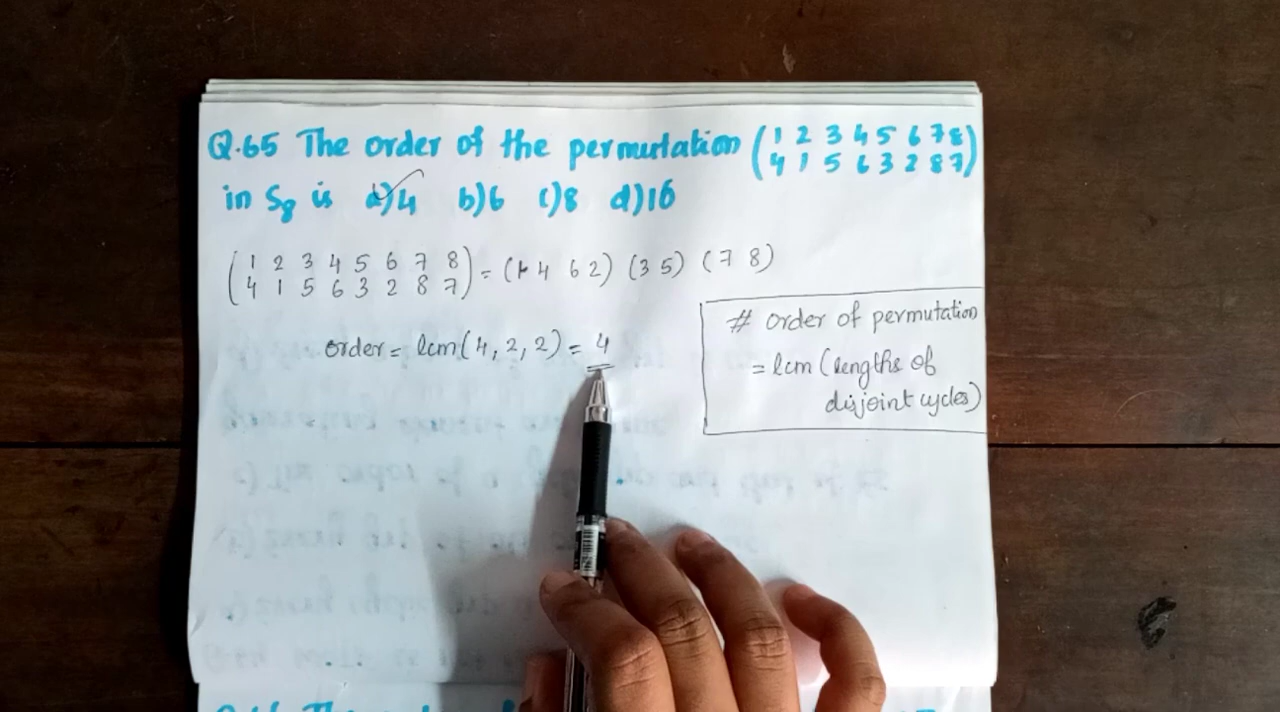 Q.65 The order of the permutation (1 2 3 4 5 6 7 8)
(4 1 5 6 3 2 8 7)
in S8 is a)4 b)6 c)8 d)16
(1 2 3 4 5 6 7 8) = (1 4 6 2) (3 5) (7 8)
(4 1 5 6 3 2 8 7)
order = lcm(4, 2, 2) = 4
# order of permutation
= lcm (lengths of
disjoint cycles)